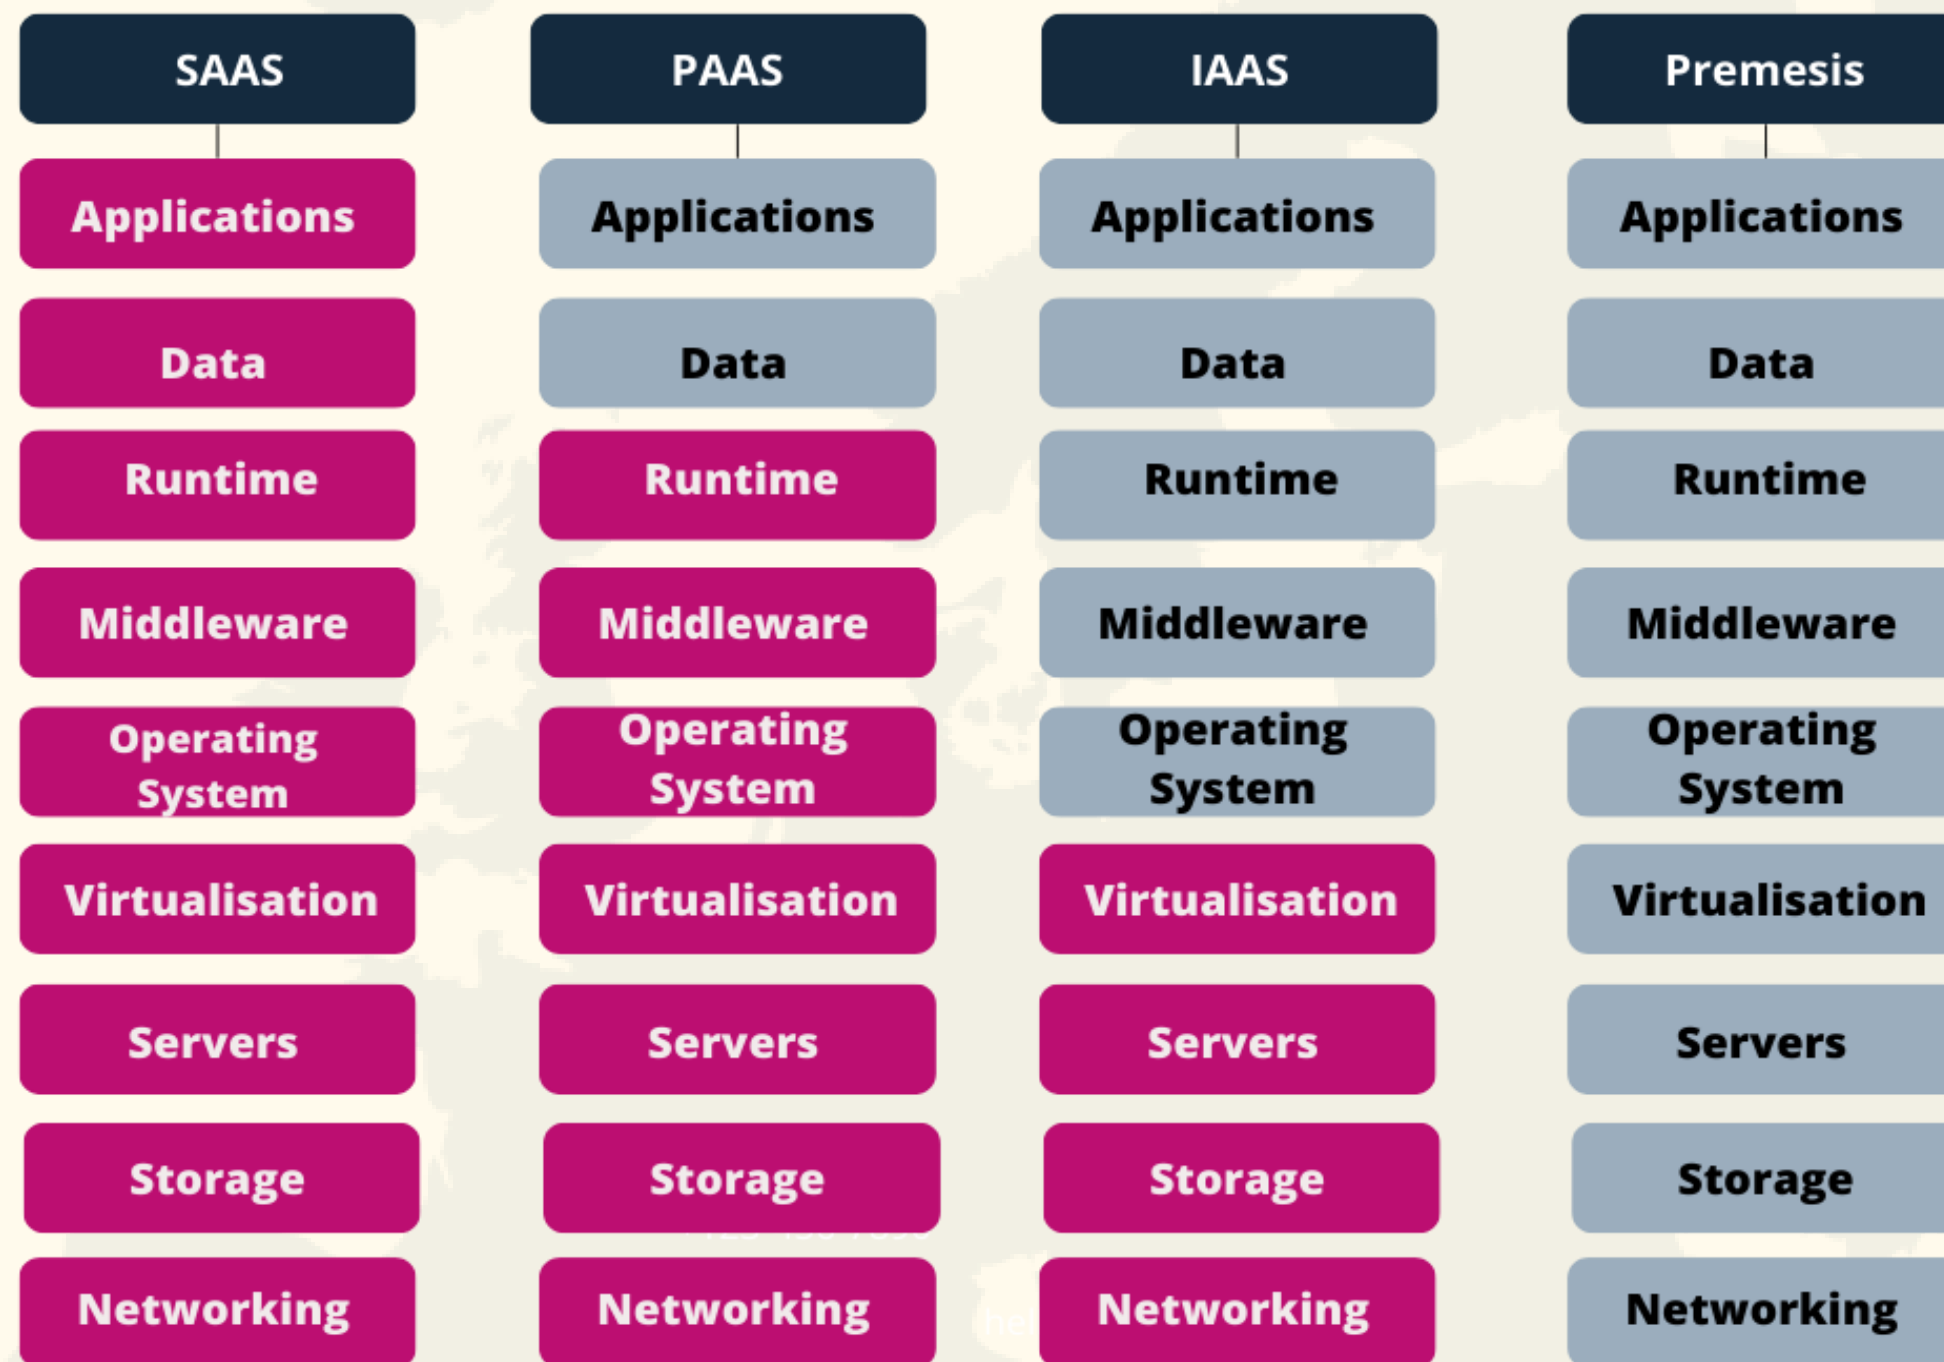 SAAS
PAAS
IAAS
Premesis
Applications
Applications
Applications
Applications
Data
Data
Data
Data
Runtime
Runtime
Runtime
Runtime
Middleware
Middleware
Middleware
Middleware
Operating
System
Operating
System
Operating
System
Operating
System
Virtualisation
Virtualisation
Virtualisation
Virtualisation
Servers
Servers
Servers
Servers
Storage
Storage
Storage
Storage
Networking
Networking
Networking
Networking